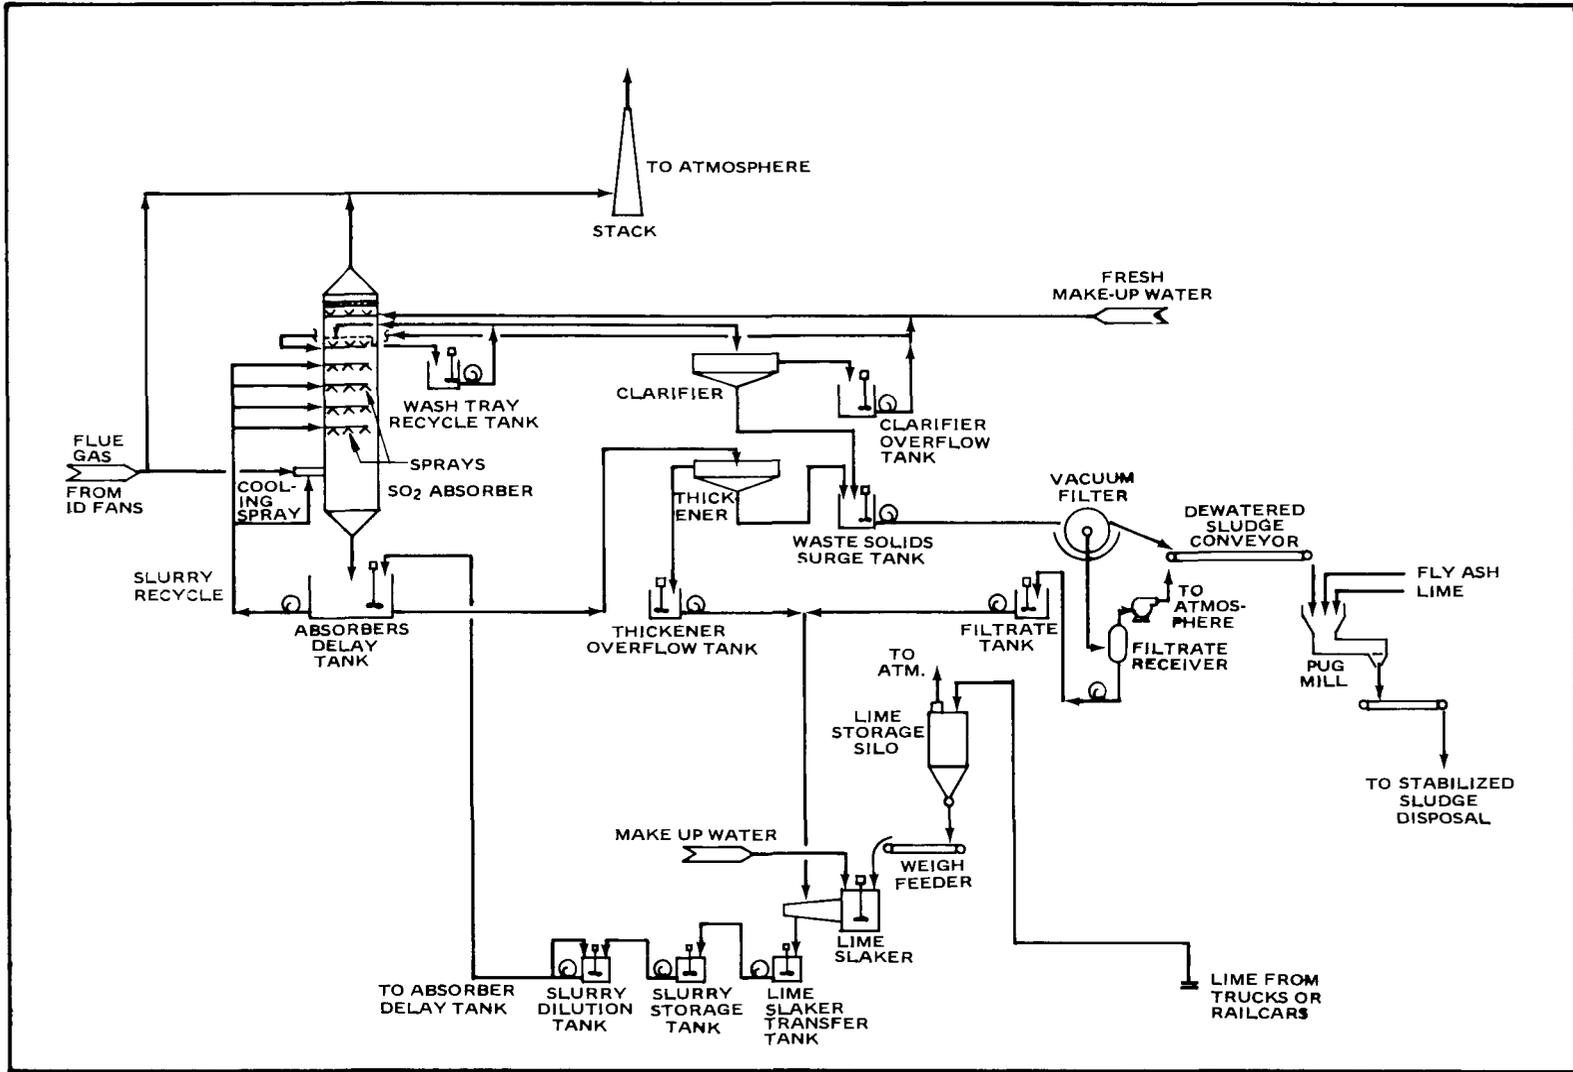 TO ATMOSPHERE
STACK
FRESH
MAKE-UP WATER
CLARIFIER
WASH TRAY
RECYCLE TANK
CLARIFIER
OVERFLOW
TANK
FLUE
GAS
FROM
ID FANS
SPRAYS
COOL-
ING
SPRAY
SO₂ ABSORBER
THICK
ENER
VACUUM
FILTER
DEWATERED
SLUDGE
CONVEYOR
WASTE SOLIDS
SURGE TANK
SLURRY
RECYCLE
FLY ASH
LIME
TO
ATMOS-
PHERE
ABSORBERS
DELAY
TANK
THICKENER
OVERFLOW TANK
FILTRATE
TANK
FILTRATE
RECEIVER
PUG
MILL
TO
ATM.
LIME
STORAGE
SILO
TO STABILIZED
SLUDGE
DISPOSAL
MAKE UP WATER
WEIGH
FEEDER
LIME
SLAKER
TO ABSORBER
DELAY TANK
SLURRY
DILUTION
TANK
SLURRY
STORAGE
TANK
LIME
SLAKER
TRANSFER
TANK
LIME FROM
TRUCKS OR
RAILCARS